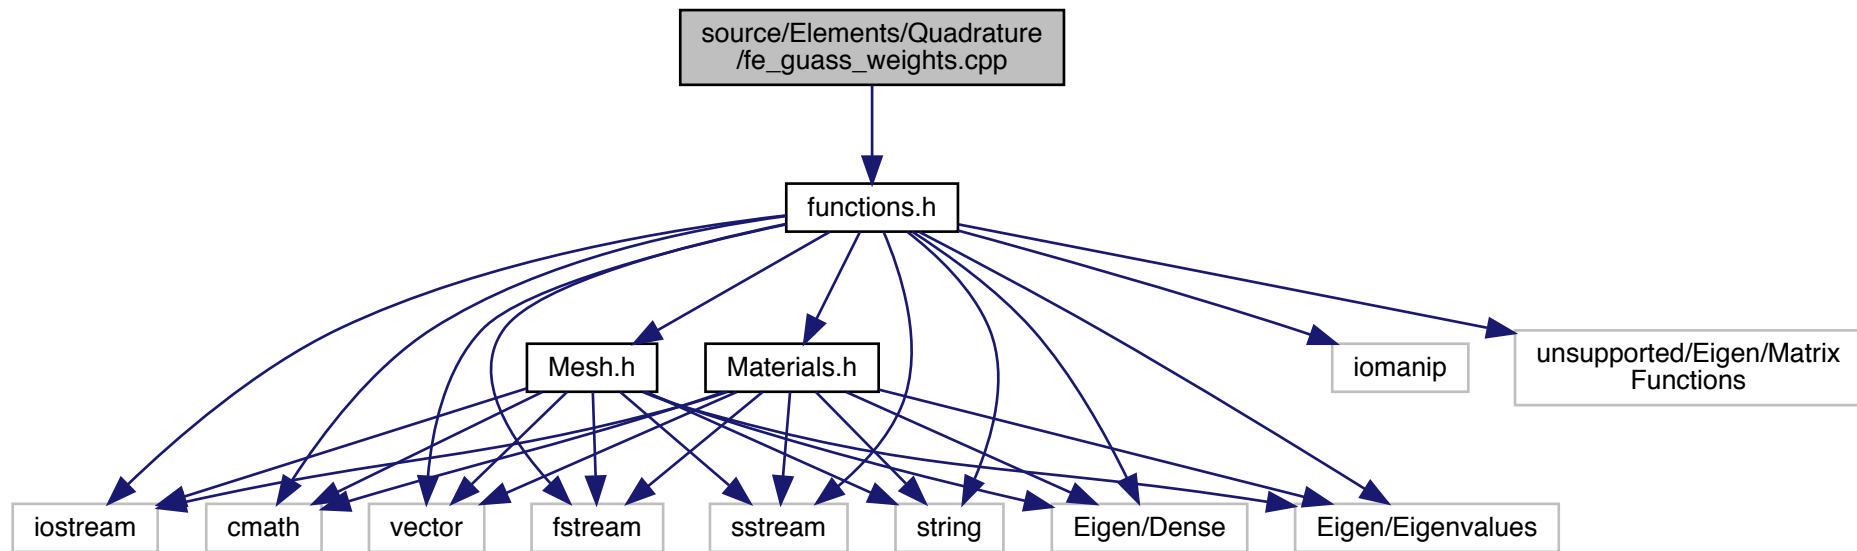 source/Elements/Quadrature
/fe_guass_weights.cpp
functions.h
Mesh.h
Materials.h
iomanip
unsupported/Eigen/Matrix
Functions
iostream
cmath
vector
fstream
sstream
string
Eigen/Dense
Eigen/Eigenvalues